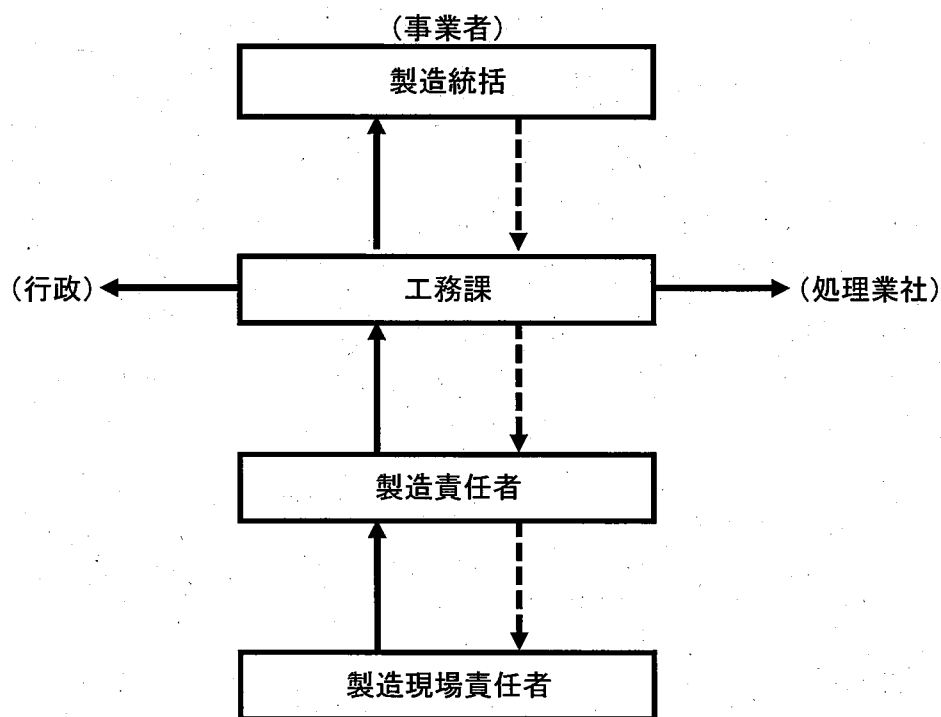 (事業者)
製造統括
(行政)
工務課
(処理業社)
製造責任者
製造現場責任者